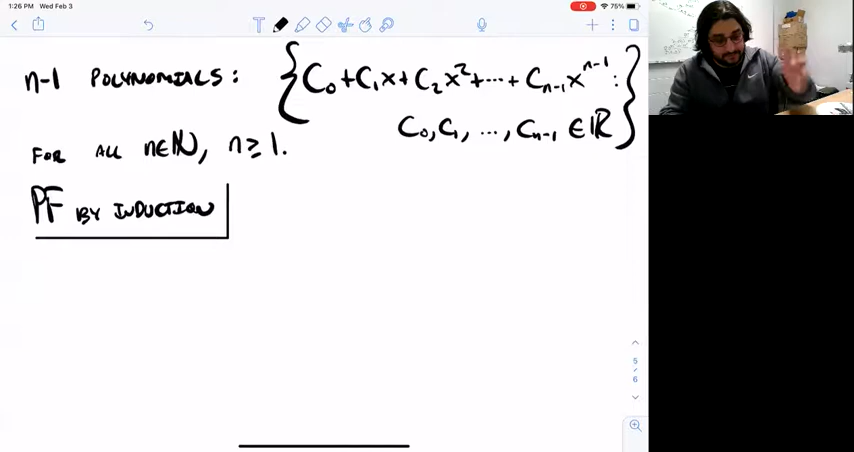 1:26 PM Wed Feb 3
75%
n-1 POLYNOMIALS: {C₀+C₁x+C₂x²+⋯+Cₙ₋₁xⁿ⁻¹:
C₀,C₁,…,Cₙ₋₁ ∈ℝ}
FOR ALL n∈ℕ, n≥1.
PF BY INDUCTION
5
/
6